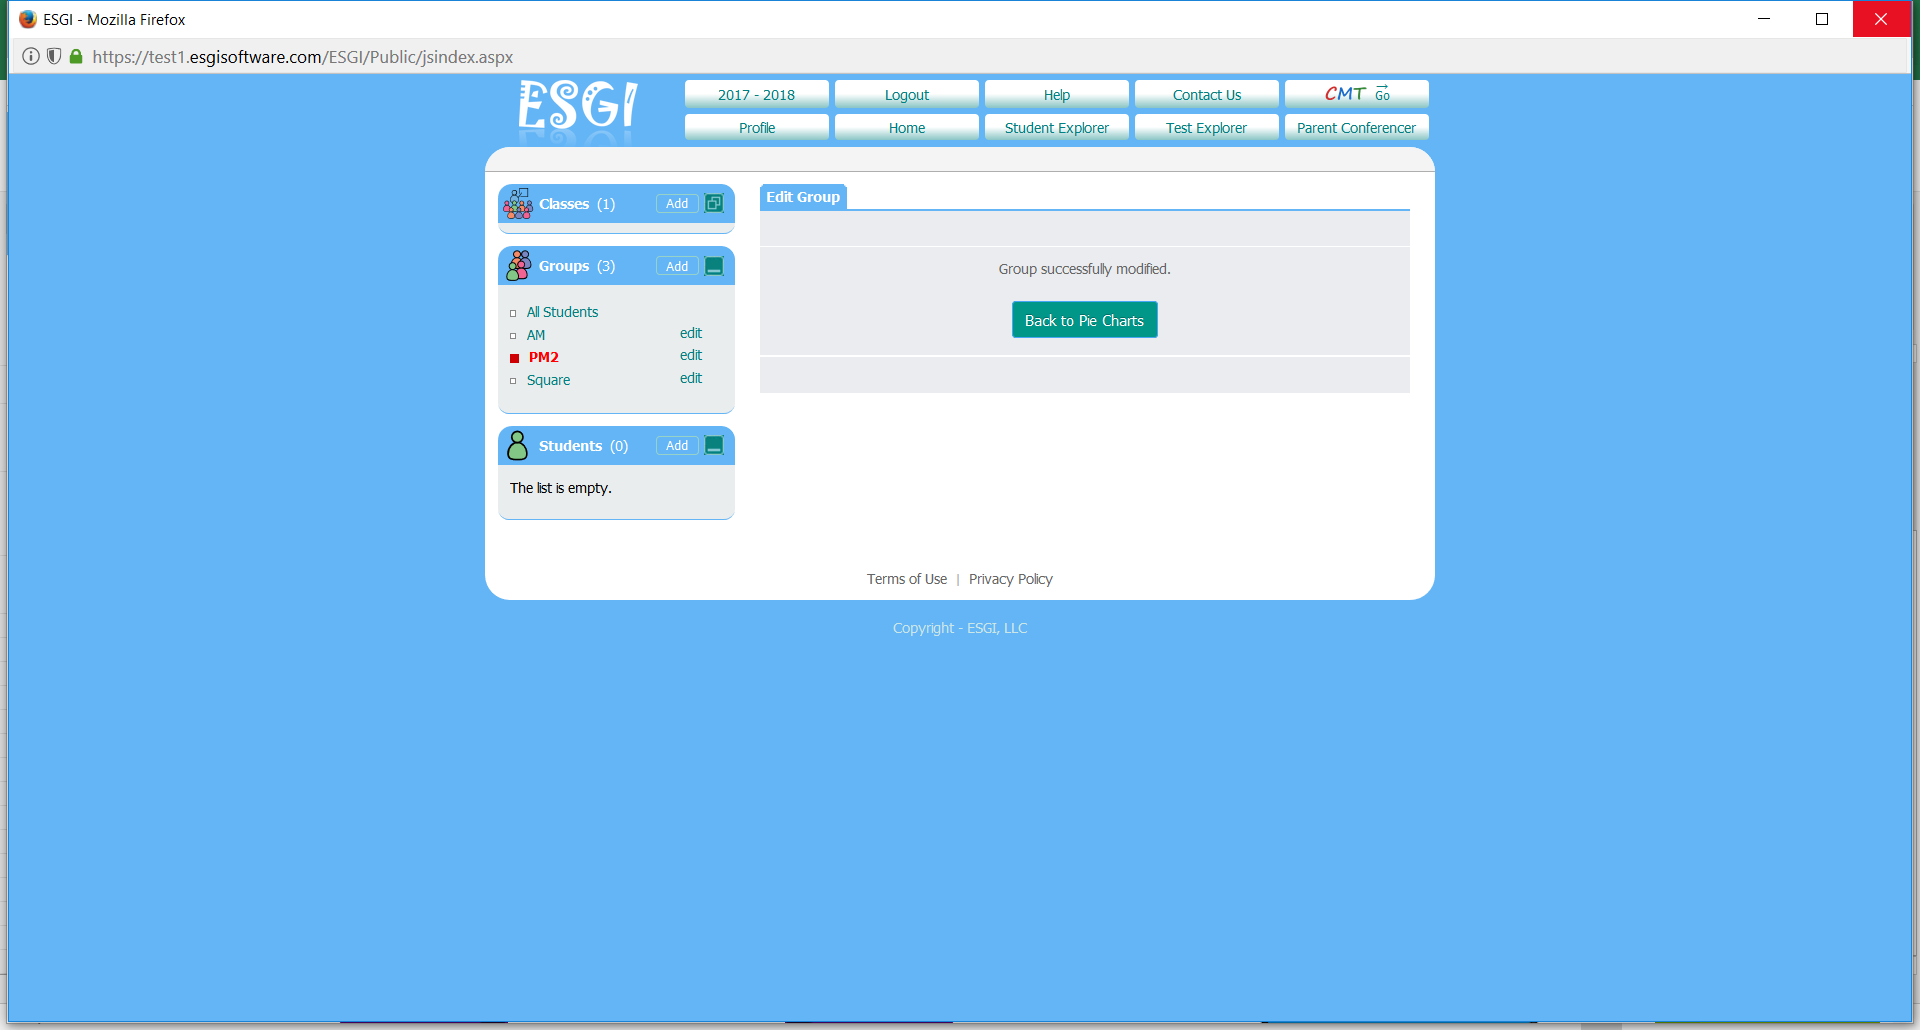 ESGI - Mozilla Firefox
https://test1.esgisoftware.com/ESGI/Public/jsindex.aspx
ESGI
2017 - 2018
Logout
Help
Contact Us
CMT Go
Profile
Home
Student Explorer
Test Explorer
Parent Conferencer
Classes (1)
Add
Groups (3)
Add
All Students
AM edit
PM2 edit
Square edit
Students (0)
Add
The list is empty.
Edit Group
Group successfully modified.
Back to Pie Charts
Terms of Use | Privacy Policy
Copyright - ESGI, LLC